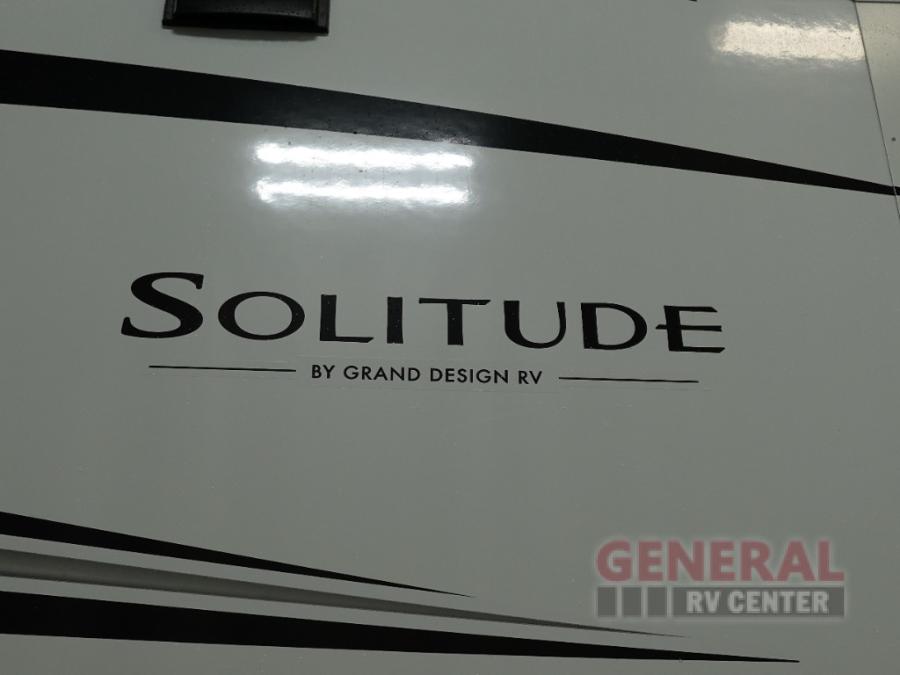 SOLITUDE
BY GRAND DESIGN RV
GENERAL
RV CENTER